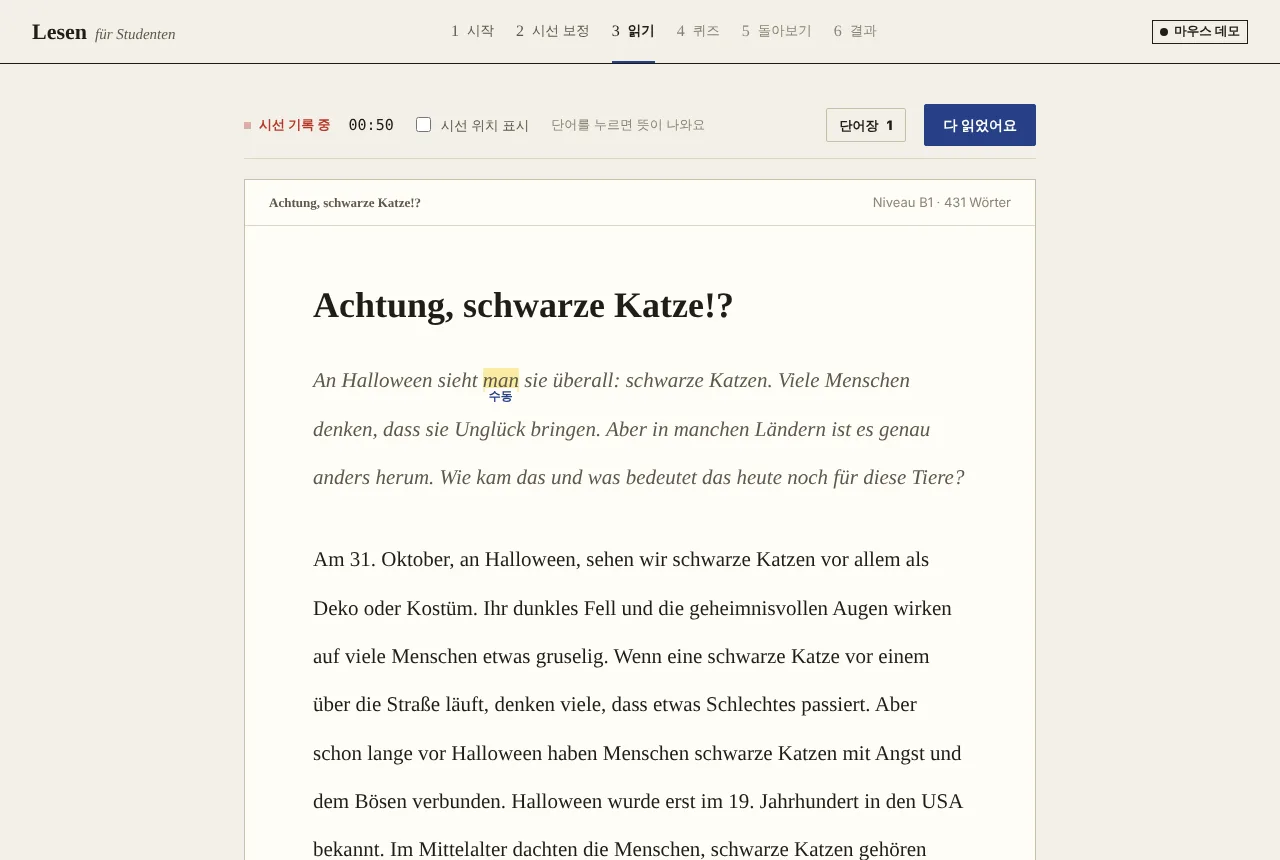 Lesen für Studenten
1 시작 2 시선 보정 3 읽기 4 퀴즈 5 돌아보기 6 결과
마우스 데모
시선 기록 중 00:50 시선 위치 표시 단어를 누르면 뜻이 나와요 단어장 1 다 읽었어요
Achtung, schwarze Katze!? Niveau B1 · 431 Wörter
Achtung, schwarze Katze!?
An Halloween sieht man sie überall: schwarze Katzen. Viele Menschen
수동
denken, dass sie Unglück bringen. Aber in manchen Ländern ist es genau
anders herum. Wie kam das und was bedeutet das heute noch für diese Tiere?
Am 31. Oktober, an Halloween, sehen wir schwarze Katzen vor allem als
Deko oder Kostüm. Ihr dunkles Fell und die geheimnisvollen Augen wirken
auf viele Menschen etwas gruselig. Wenn eine schwarze Katze vor einem
über die Straße läuft, denken viele, dass etwas Schlechtes passiert. Aber
schon lange vor Halloween haben Menschen schwarze Katzen mit Angst und
dem Bösen verbunden. Halloween wurde erst im 19. Jahrhundert in den USA
bekannt. Im Mittelalter dachten die Menschen, schwarze Katzen gehören